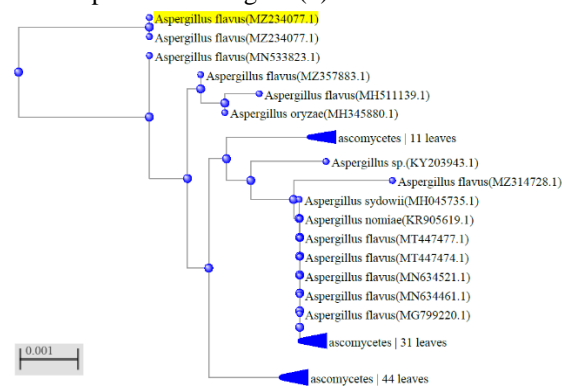 Aspergillus flavus(MZ234077.1)
Aspergillus flavus(MZ234077.1)
Aspergillus flavus(MN533823.1)
Aspergillus flavus(MZ357883.1)
Aspergillus flavus(MH511139.1)
Aspergillus oryzae(MH345880.1)
ascomycetes | 11 leaves
Aspergillus sp.(KY203943.1)
Aspergillus flavus(MZ314728.1)
Aspergillus sydowii(MH045735.1)
Aspergillus nomiae(KR905619.1)
Aspergillus flavus(MT447477.1)
Aspergillus flavus(MT447474.1)
Aspergillus flavus(MN634521.1)
Aspergillus flavus(MN634461.1)
Aspergillus flavus(MG799220.1)
ascomycetes | 31 leaves
0.001
ascomycetes | 44 leaves